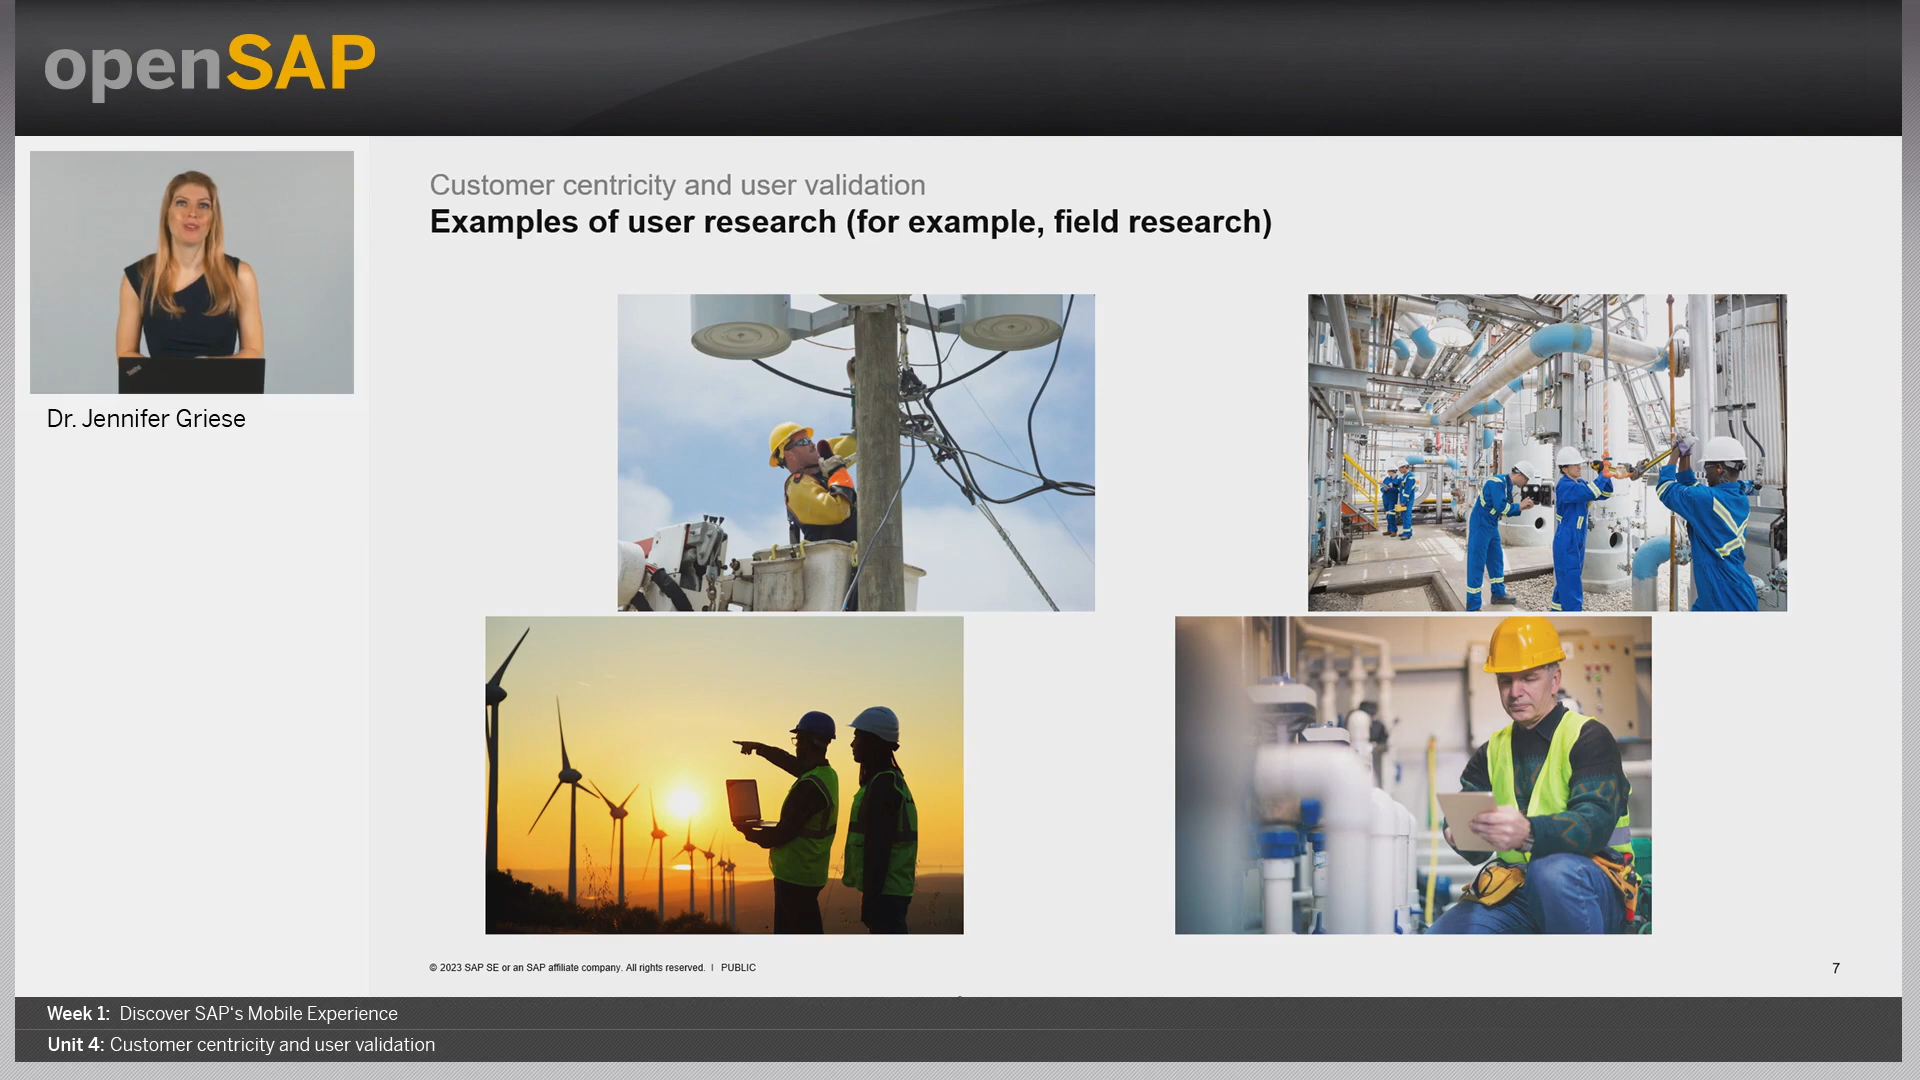 openSAP
Customer centricity and user validation
Examples of user research (for example, field research)
Dr. Jennifer Griese
© 2023 SAP SE or an SAP affiliate company. All rights reserved. | PUBLIC
7
Week 1: Discover SAP‘s Mobile Experience
Unit 4: Customer centricity and user validation